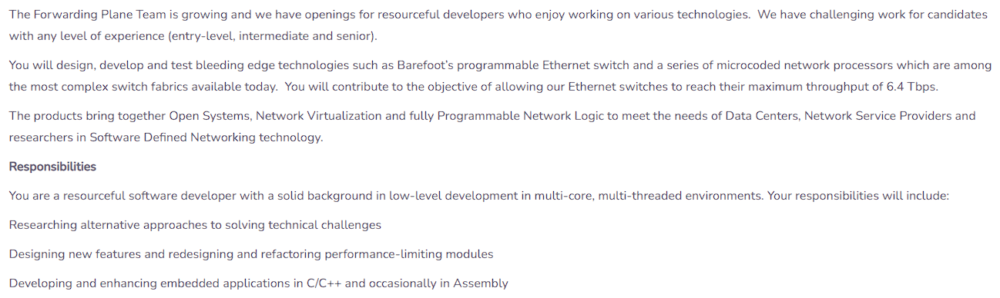 The Forwarding Plane Team is growing and we have openings for resourceful developers who enjoy working on various technologies.  We have challenging work for candidates
with any level of experience (entry-level, intermediate and senior).
You will design, develop and test bleeding edge technologies such as Barefoot’s programmable Ethernet switch and a series of microcoded network processors which are among
the most complex switch fabrics available today.  You will contribute to the objective of allowing our Ethernet switches to reach their maximum throughput of 6.4 Tbps.
The products bring together Open Systems, Network Virtualization and fully Programmable Network Logic to meet the needs of Data Centers, Network Service Providers and
researchers in Software Defined Networking technology.
Responsibilities
You are a resourceful software developer with a solid background in low-level development in multi-core, multi-threaded environments. Your responsibilities will include:
Researching alternative approaches to solving technical challenges
Designing new features and redesigning and refactoring performance-limiting modules
Developing and enhancing embedded applications in C/C++ and occasionally in Assembly